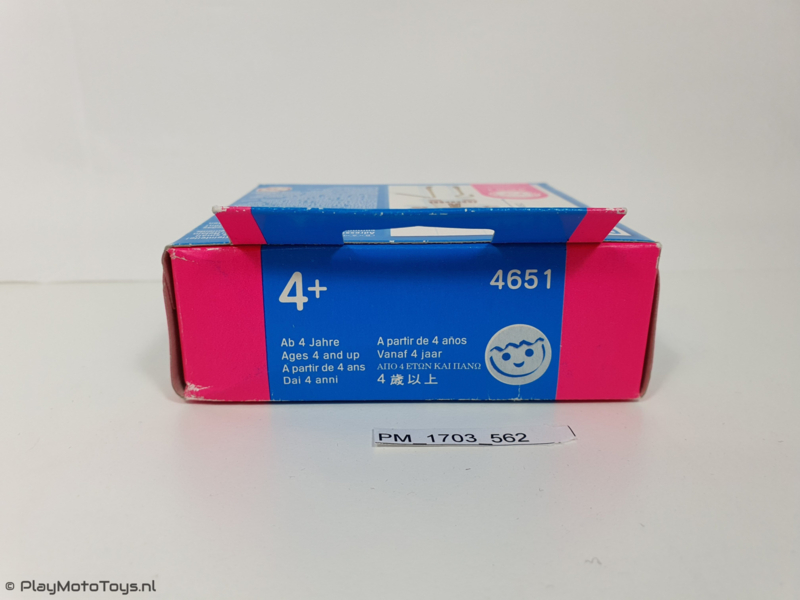 4+
4651
Ab 4 Jahre
Ages 4 and up
A partir de 4 ans
Dai 4 anni
A partir de 4 años
Vanaf 4 jaar
ΑΠΟ 4 ΕΤΩΝ ΚΑΙ ΠΑΝΩ
4 歳以上
PM_1703_562
© PlayMotoToys.nl